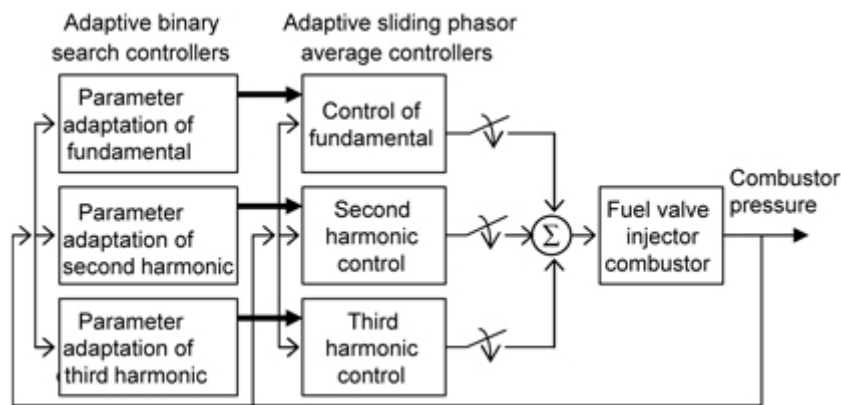 Adaptive binary
search controllers
Adaptive sliding phasor
average controllers
Parameter
adaptation of
fundamental
Control of
fundamental
Parameter
adaptation of
second harmonic
Second
harmonic
control
Σ
Fuel valve
injector
combustor
Combustor
pressure
Parameter
adaptation of
third harmonic
Third
harmonic
control